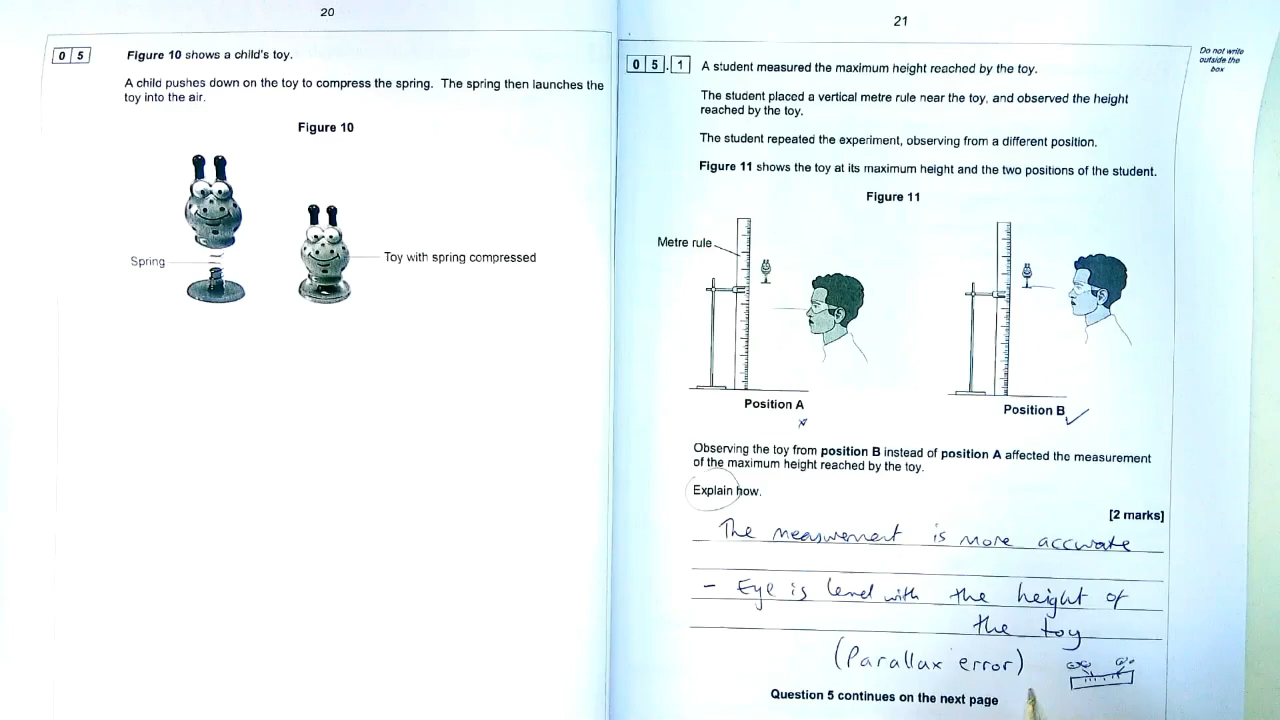 20
0 5
Figure 10 shows a child's toy.
A child pushes down on the toy to compress the spring. The spring then launches the
toy into the air.
Figure 10
Spring
Toy with spring compressed
21
Do not write
outside the
box
0 5 . 1 A student measured the maximum height reached by the toy.
The student placed a vertical metre rule near the toy, and observed the height
reached by the toy.
The student repeated the experiment, observing from a different position.
Figure 11 shows the toy at its maximum height and the two positions of the student.
Figure 11
Metre rule
Position A
Position B
Observing the toy from position B instead of position A affected the measurement
of the maximum height reached by the toy.
Explain how.
[2 marks]
The measurement is more accurate
- Eye is level with the height of
the toy
(Parallax error)
Question 5 continues on the next page